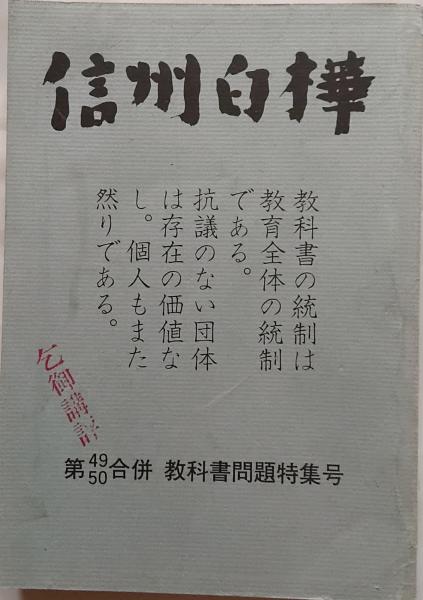 信州白樺
教科書の統制は
教育全体の統制
である。
抗議のない団体
は存在の価値な
し。個人もまた
然りである。
乞御講評
第49/50合併 教科書問題特集号